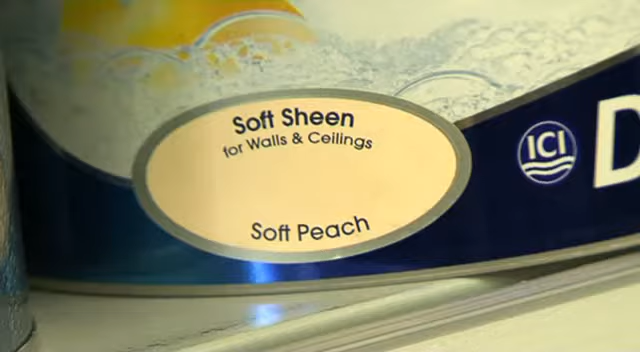 Soft Sheen
for Walls & Ceilings
Soft Peach
ICI
D